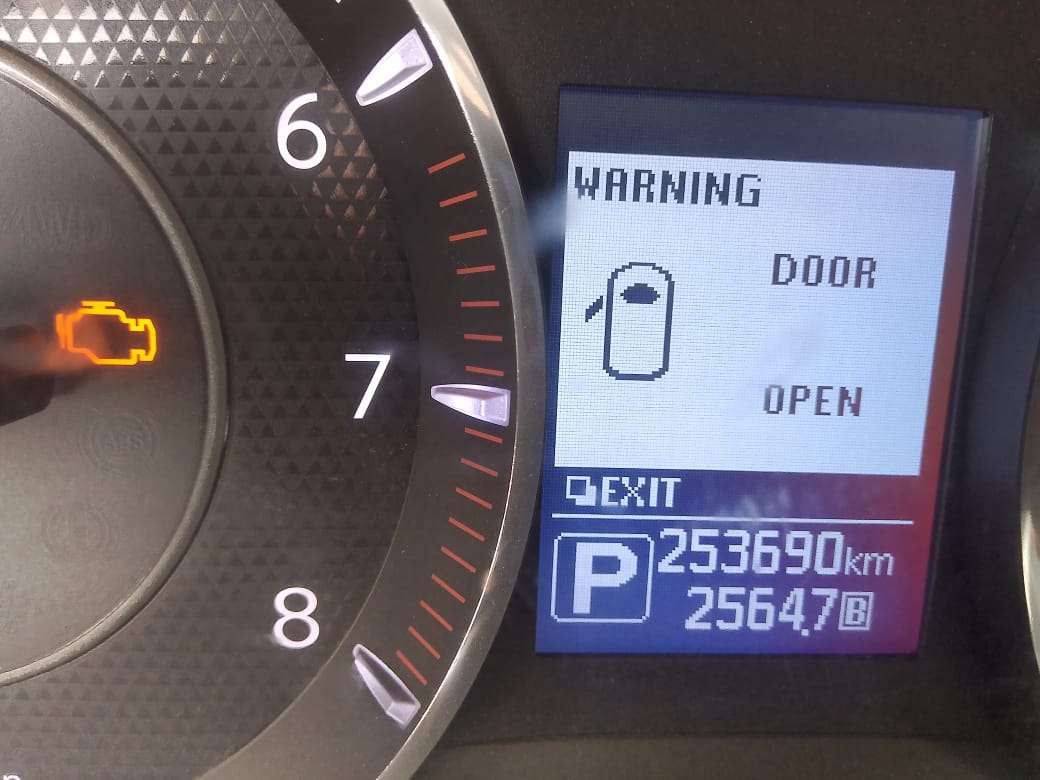 6
7
8
WARNING
DOOR
OPEN
EXIT
P 253690km
2564.7 B